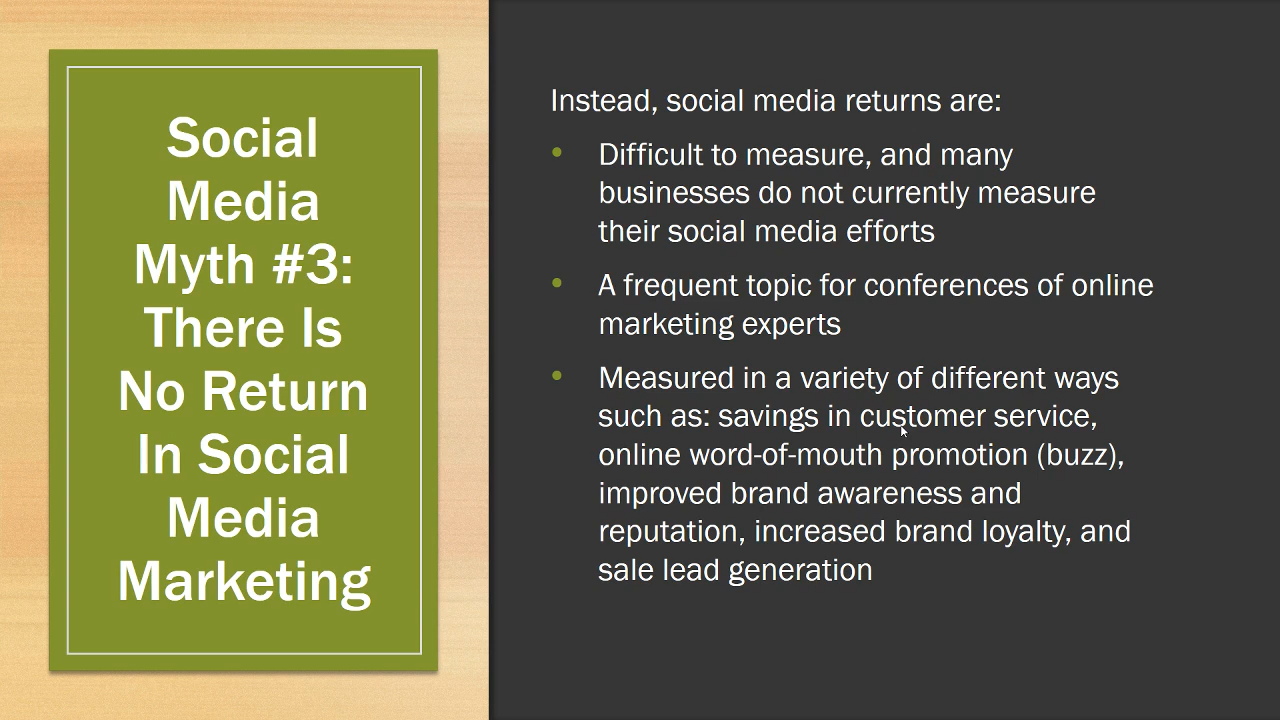 Social
Media
Myth #3:
There Is
No Return
In Social
Media
Marketing
Instead, social media returns are:
• Difficult to measure, and many
businesses do not currently measure
their social media efforts
• A frequent topic for conferences of online
marketing experts
• Measured in a variety of different ways
such as: savings in customer service,
online word-of-mouth promotion (buzz),
improved brand awareness and
reputation, increased brand loyalty, and
sale lead generation